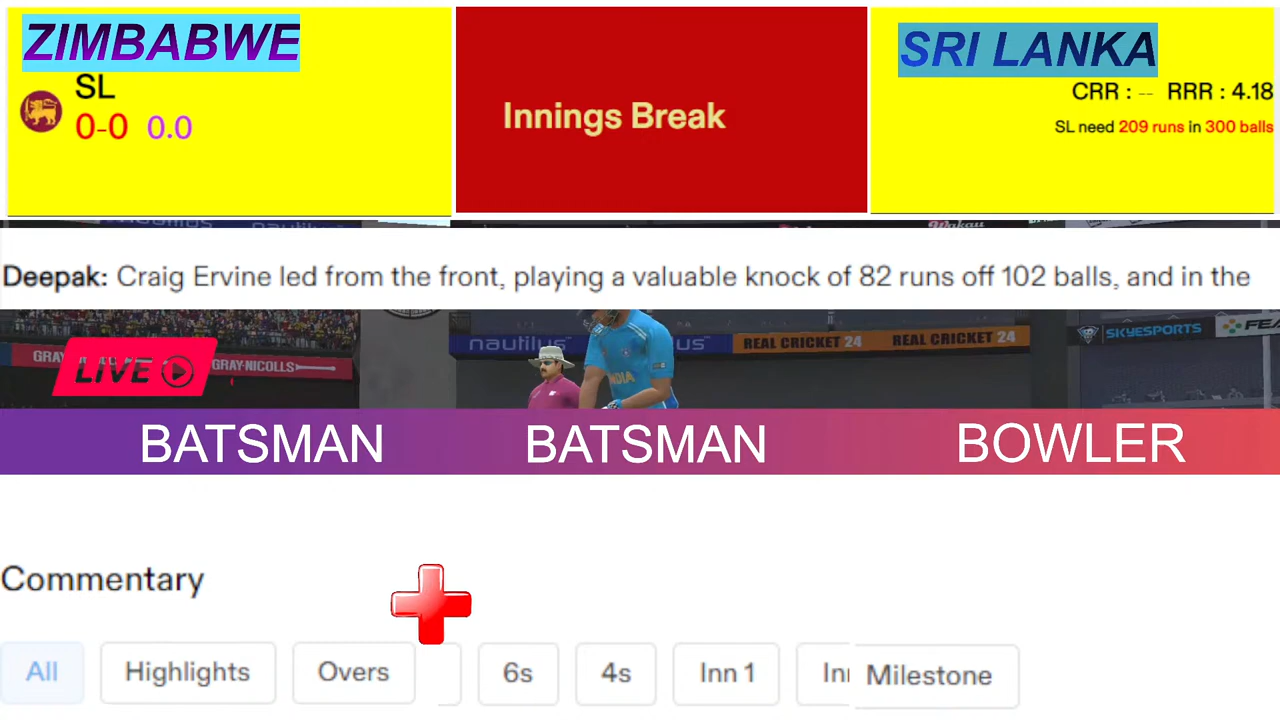 ZIMBABWE
SL
0-0 0.0
Innings Break
SRI LANKA
CRR : -- RRR : 4.18
SL need 209 runs in 300 balls
Wakau
Deepak: Craig Ervine led from the front, playing a valuable knock of 82 runs off 102 balls, and in the
GRAY-NICOLLS
LIVE
nautilus
REAL CRICKET 24
REAL CRICKET 24
SKYESPORTS
INDIA
BATSMAN BATSMAN BOWLER
Commentary
All Highlights Overs 6s 4s Inn 1 Milestone